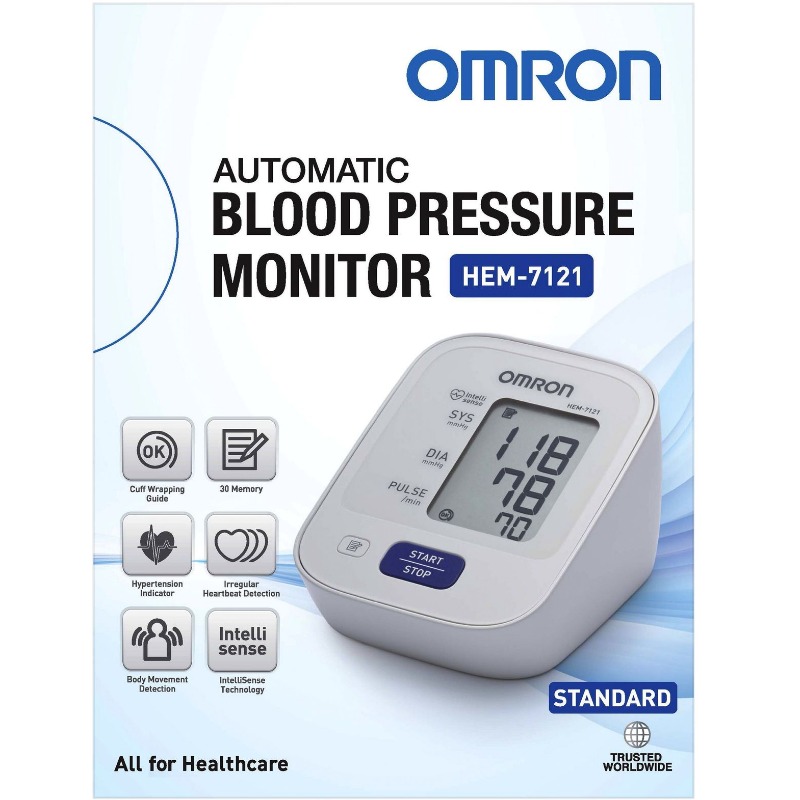 OMRON
AUTOMATIC
BLOOD PRESSURE
MONITOR HEM-7121
OMRON
HEM-7121
intelli
sense
SYS
mmHg
118
DIA
mmHg
78
PULSE
/min
OK
70
START
STOP
OK
Cuff Wrapping
Guide
30 Memory
Hypertension
Indicator
Irregular
Heartbeat Detection
Body Movement
Detection
Intelli
sense
IntelliSense
Technology
STANDARD
All for Healthcare
TRUSTED
WORLDWIDE